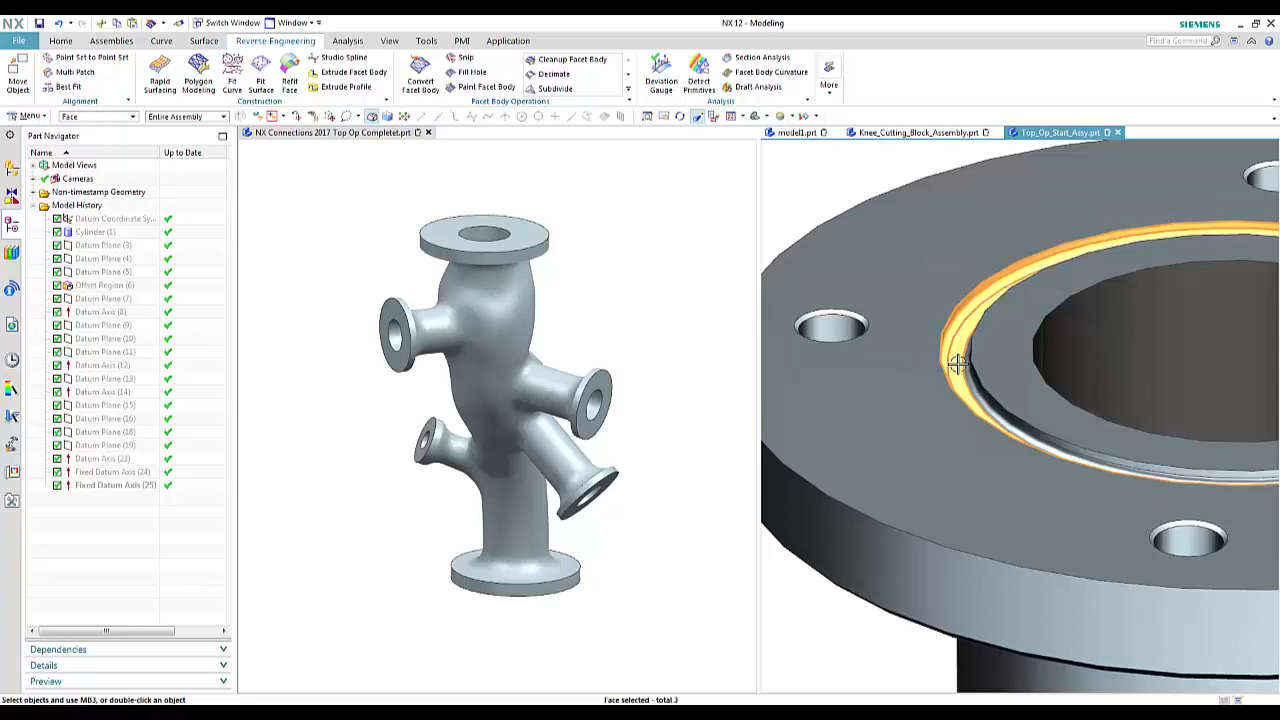 NX
Switch Window
Window
NX 12 - Modeling
SIEMENS
File
Home
Assemblies
Curve
Surface
Reverse Engineering
Analysis
View
Tools
PMI
Application
Find a Command
Move Object
Point Set to Point Set
Multi Patch
Best Fit
Alignment
Rapid Surfacing
Polygon Modeling
Fit Curve
Fit Surface
Refit Face
Studio Spline
Extrude Facet Body
Extrude Profile
Construction
Convert Facet Body
Snip
Fill Hole
Paint Facet Body
Cleanup Facet Body
Decimate
Subdivide
Facet Body Operations
Deviation Gauge
Detect Primitives
Section Analysis
Facet Body Curvature
Draft Analysis
Analysis
More
Menu
Face
Entire Assembly
Part Navigator
NX Connections 2017 Top Op Complelet.prt
model1.prt
Knee_Cutting_Block_Assembly.prt
Top_Op_Start_Assy.prt
Name
Up to Date
Model Views
Cameras
Non-timestamp Geometry
Model History
Datum Coordinate Sy...
Cylinder (1)
Datum Plane (3)
Datum Plane (4)
Datum Plane (5)
Offset Region (6)
Datum Plane (7)
Datum Axis (8)
Datum Plane (9)
Datum Plane (10)
Datum Plane (11)
Datum Axis (12)
Datum Plane (13)
Datum Axis (14)
Datum Plane (15)
Datum Plane (16)
Datum Plane (18)
Datum Plane (19)
Datum Axis (23)
Fixed Datum Axis (24)
Fixed Datum Axis (25)
Dependencies
Details
Preview
Select objects and use MB3, or double-click an object
Face selected - total 3